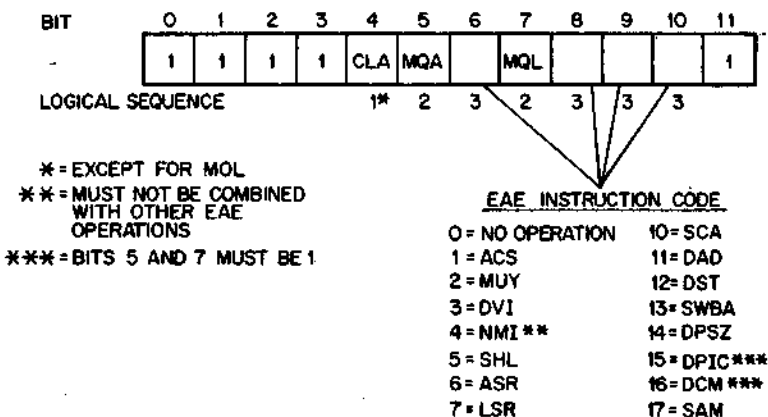 BIT 0 1 2 3 4 5 6 7 8 9 10 11
1 1 1 1 CLA MQA MQL 1
LOGICAL SEQUENCE 1* 2 3 2 3 3 3
* = EXCEPT FOR MOL
** = MUST NOT BE COMBINED
WITH OTHER EAE
OPERATIONS
*** = BITS 5 AND 7 MUST BE 1
EAE INSTRUCTION CODE
0 = NO OPERATION 10 = SCA
1 = ACS 11 = DAD
2 = MUY 12 = DST
3 = DVI 13 = SWBA
4 = NMI ** 14 = DPSZ
5 = SHL 15 = DPIC ***
6 = ASR 16 = DCM ***
7 = LSR 17 = SAM